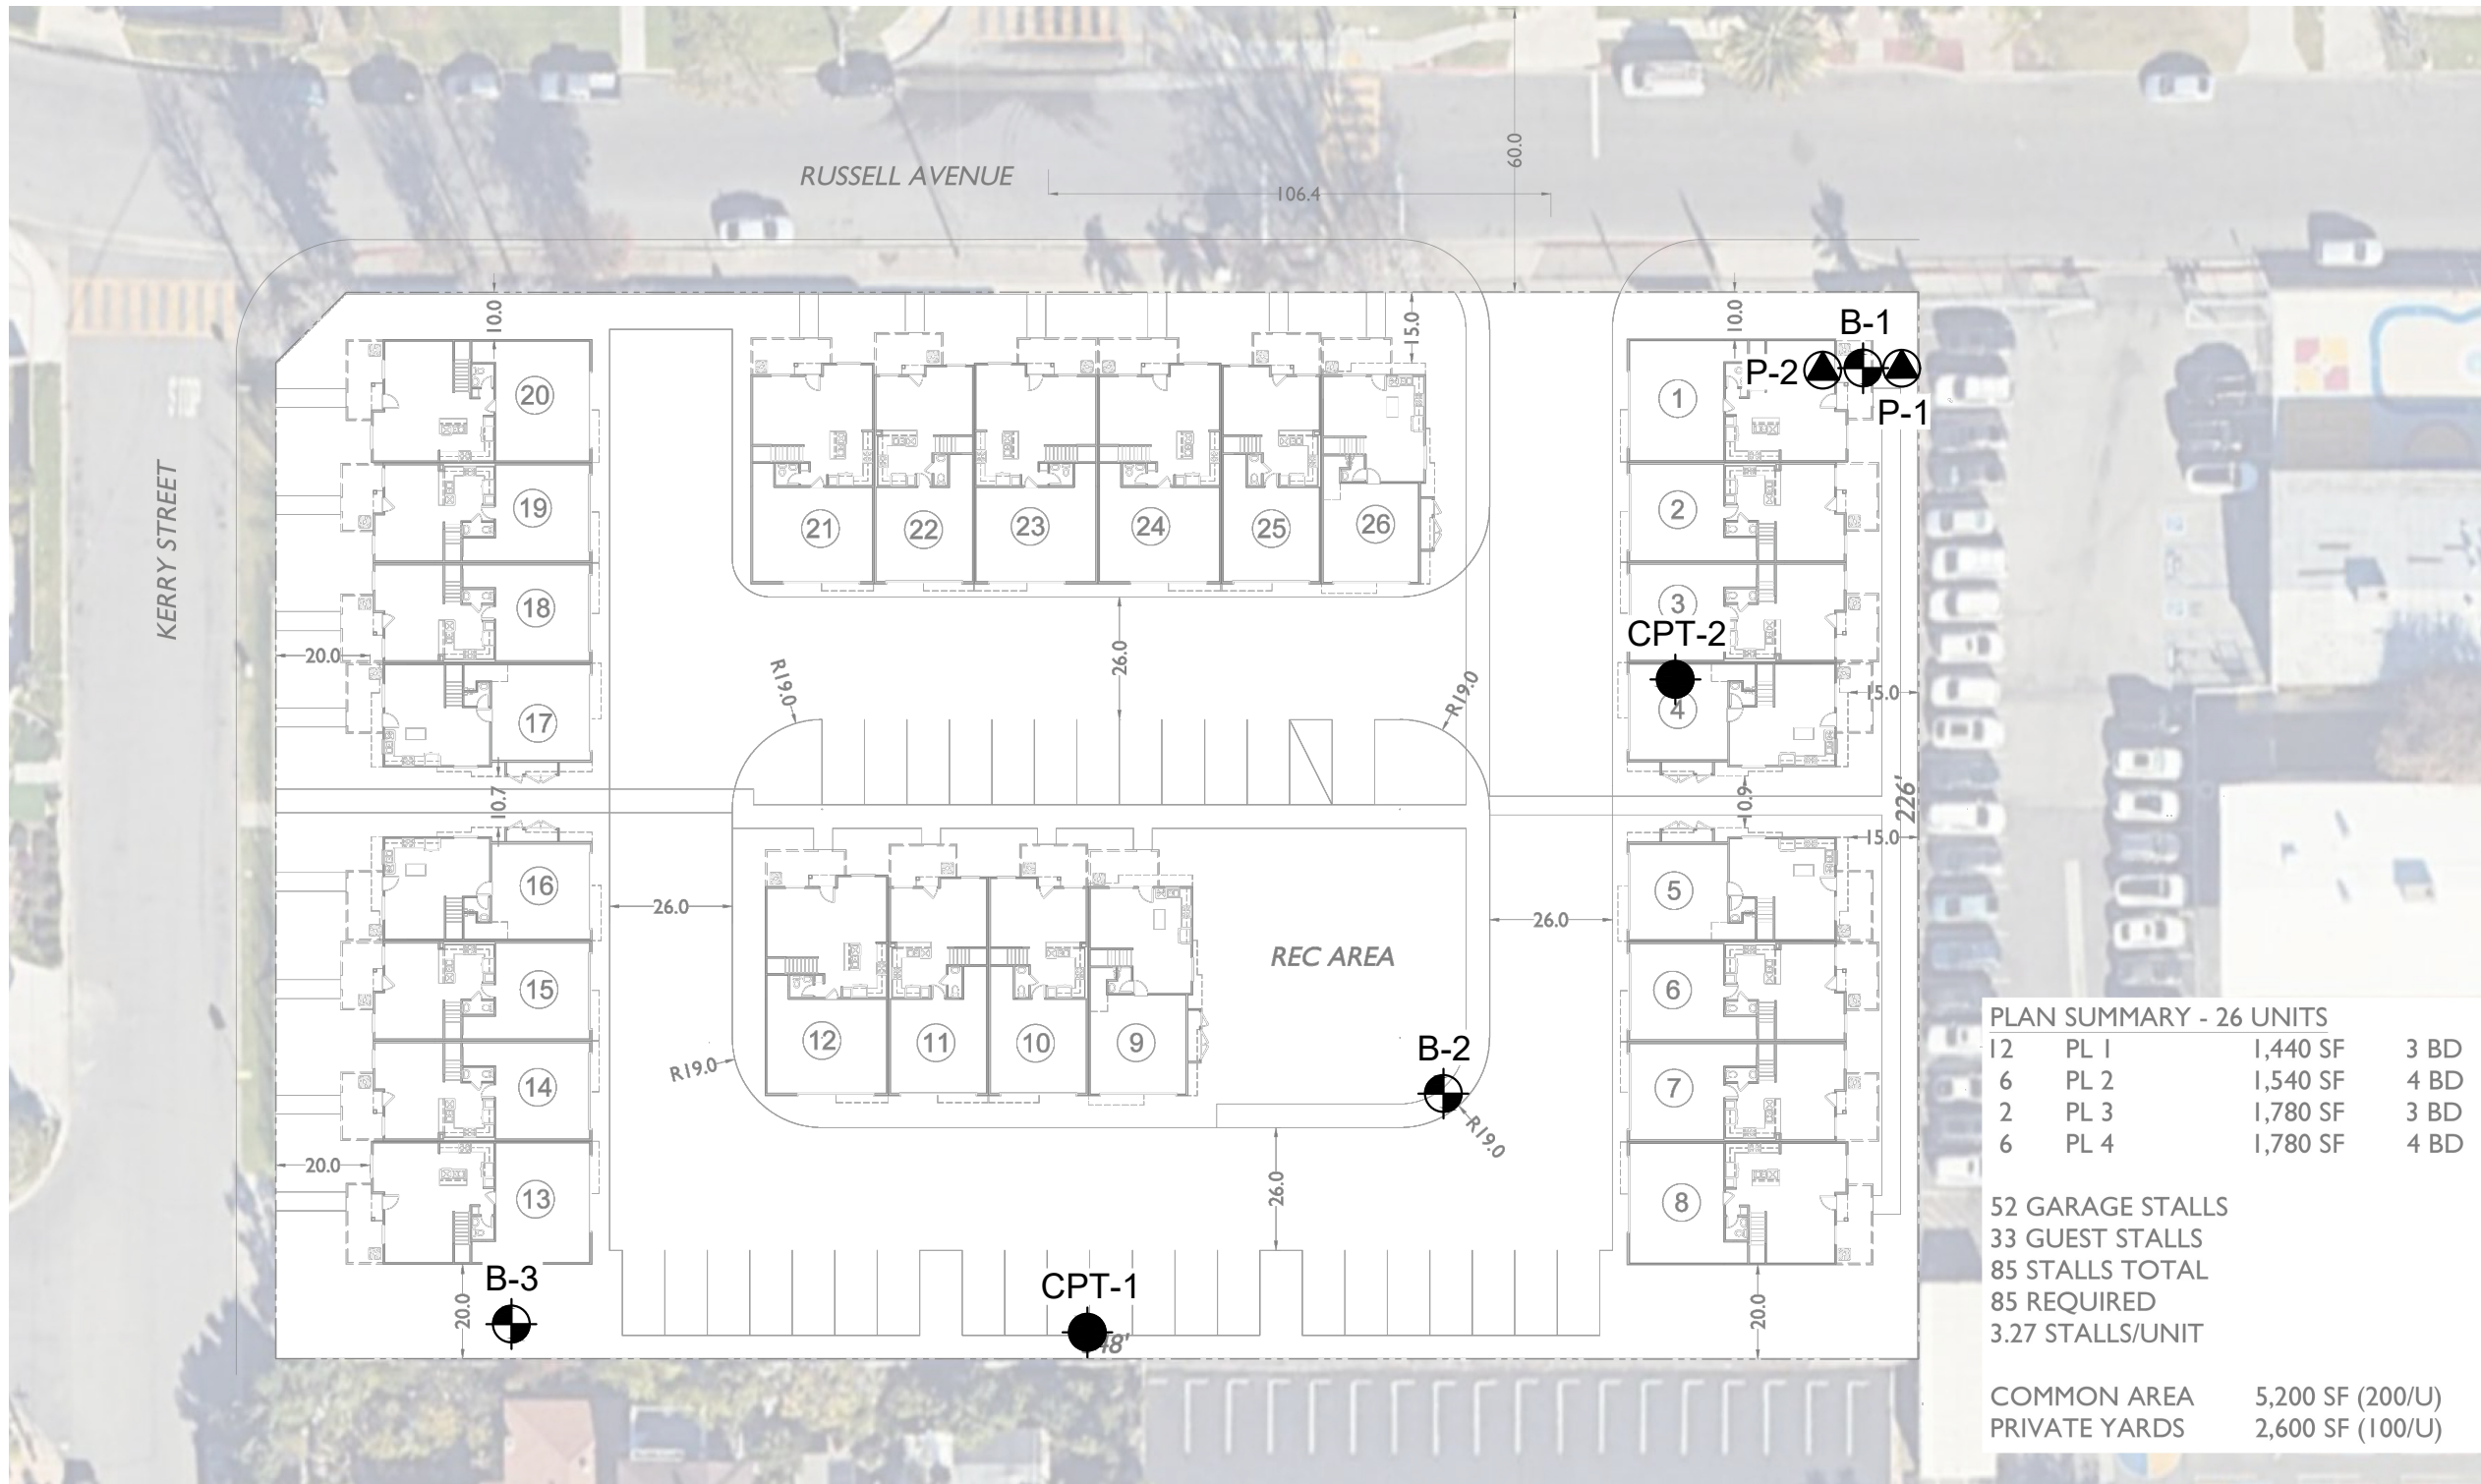 60.0
RUSSELL AVENUE
106.4
10.0
15.0
10.0
B-1
P-2
P-1
20
1
KERRY STREET
19
2
21
22
23
24
25
26
18
3
CPT-2
20.0
26.0
R19.0
R19.0
15.0
17
4
10.7
10.9
226'
15.0
16
5
26.0
26.0
REC AREA
15
6
12
11
10
9
B-2
R19.0
14
7
R19.0
20.0
26.0
13
8
B-3
CPT-1
20.0
20.0
48'
PLAN SUMMARY - 26 UNITS
12 PL 1 1,440 SF 3 BD
6 PL 2 1,540 SF 4 BD
2 PL 3 1,780 SF 3 BD
6 PL 4 1,780 SF 4 BD
52 GARAGE STALLS
33 GUEST STALLS
85 STALLS TOTAL
85 REQUIRED
3.27 STALLS/UNIT
COMMON AREA 5,200 SF (200/U)
PRIVATE YARDS 2,600 SF (100/U)